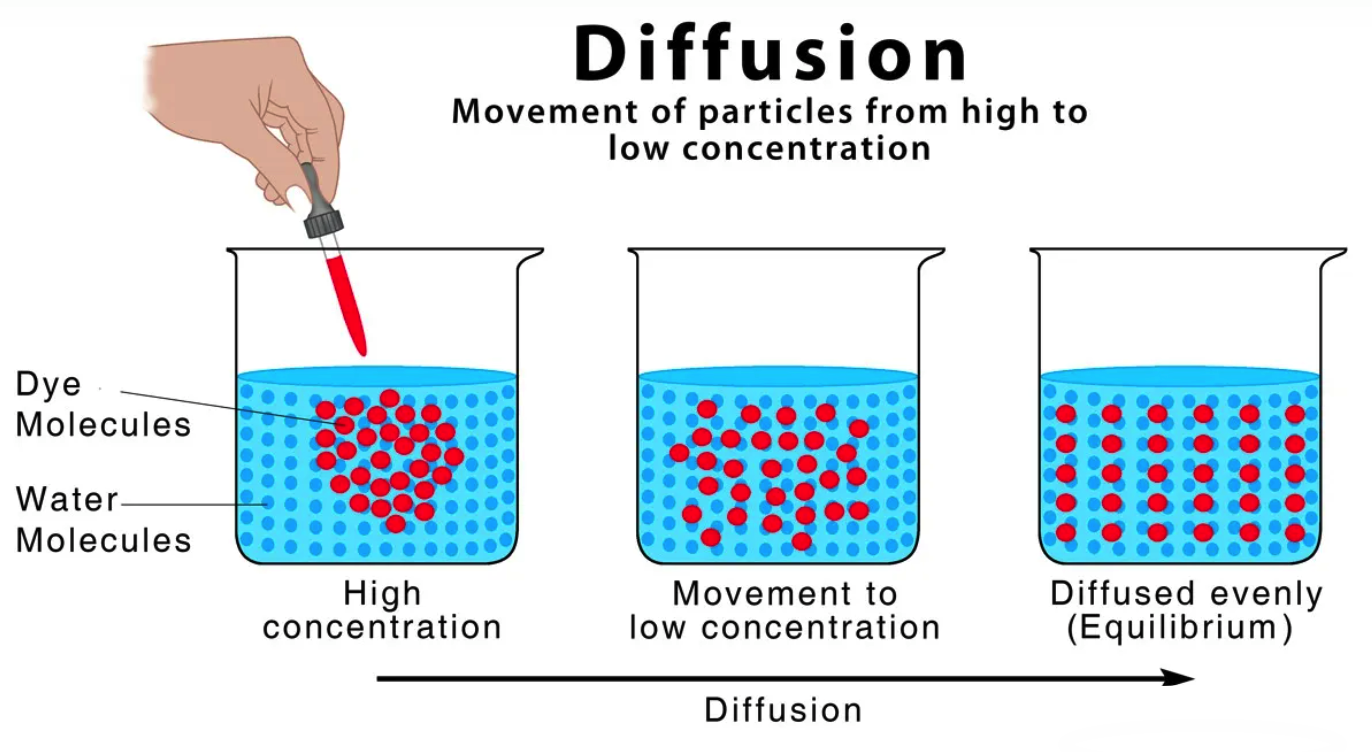 Diffusion
Movement of particles from high to
low concentration
Dye
Molecules
Water
Molecules
High
concentration
Movement to
low concentration
Diffused evenly
(Equilibrium)
Diffusion